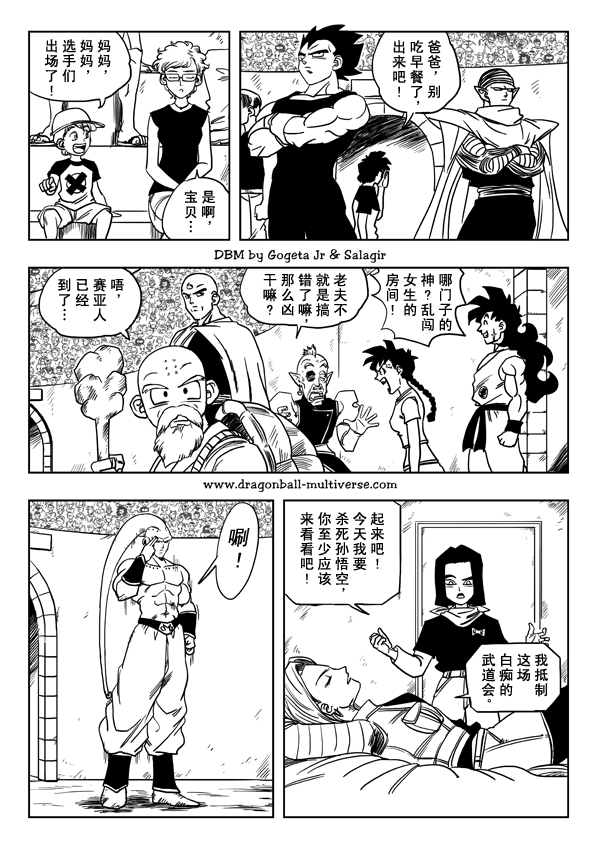 妈妈，
妈妈，
选手们
出场了！
是啊，
宝贝…
爸爸，别
吃早餐了，
出来吧！
DBM by Gogeta Jr & Salagir
唔，
赛亚人
已经
到了…
老夫不
就是搞
错了嘛，
那么凶
干嘛？
哪门子的
神？乱闯
女生的
房间！
www.dragonball-multiverse.com
唰！
起来吧！
今天我要
杀死孙悟空，
你至少应该
来看看吧！
我抵制
这场
白痴的
武道会。